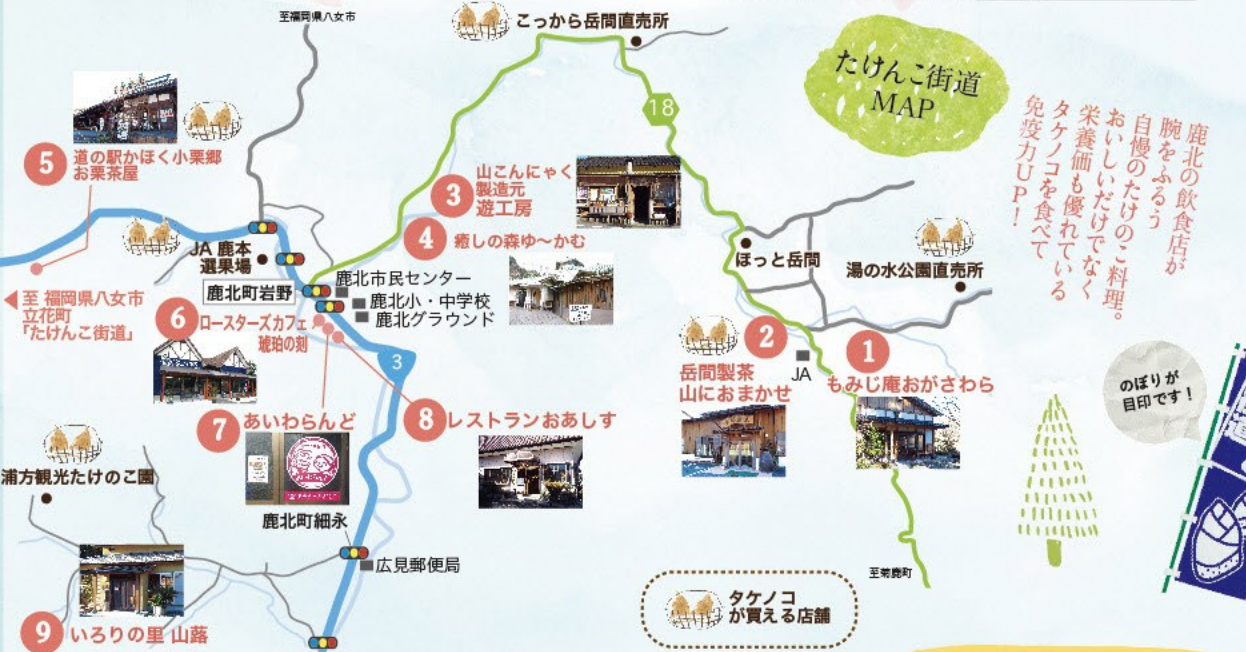 至福岡県八女市
こっから岳間直売所
たけんこ街道
MAP
18
鹿北の飲食店が
腕をふるう
自慢のたけのこ料理。
おいしいだけでなく
栄養価も優れている
タケノコを食べて
免疫力UP!
5
道の駅かほく小栗郷
お栗茶屋
3
山こんにゃく
製造元
遊工房
4
癒しの森ゆ〜かむ
JA 鹿本
選果場
ほっと岳間
湯の水公園直売所
鹿北町岩野
鹿北市民センター
鹿北小・中学校
鹿北グラウンド
至 福岡県八女市
立花町
「たけんこ街道」
6
ロースターズカフェ
琥珀の刻
3
2
岳間製茶
山におまかせ
JA
1
もみじ庵おがさわら
のぼりが
目印です!
7
あいわらんど
8
レストランおあしす
浦方観光たけのこ園
鹿北町細永
広見郵便局
至菊鹿町
タケノコ
が買える店舗
9
いろりの里 山蕗